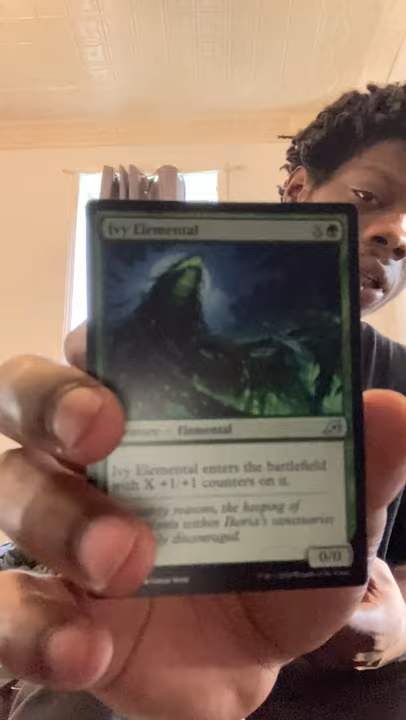 Ivy Elemental X
Elemental
Ivy Elemental enters the battlefield
with X +1/+1 counters on it.
reasons, the keeping of
within Ikoria's sanctuaries
discouraged.
0/0